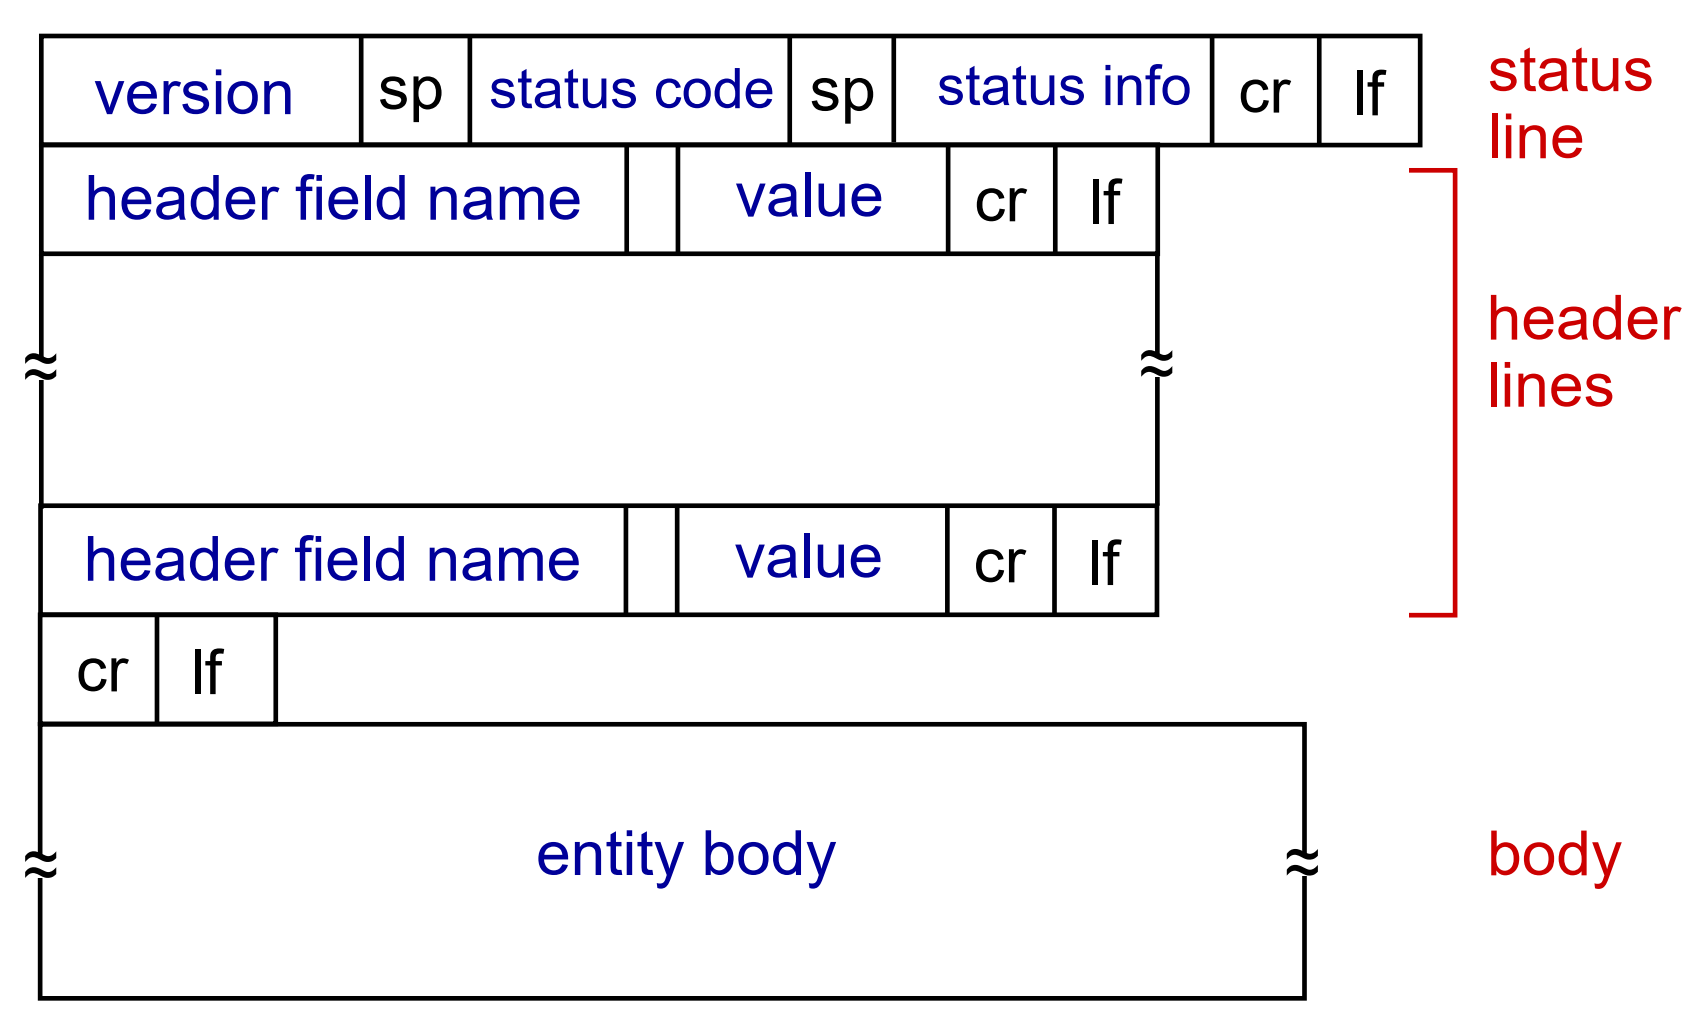 version sp status code sp status info cr lf
status
line
header field name value cr lf
header
lines
header field name value cr lf
cr lf
entity body
body